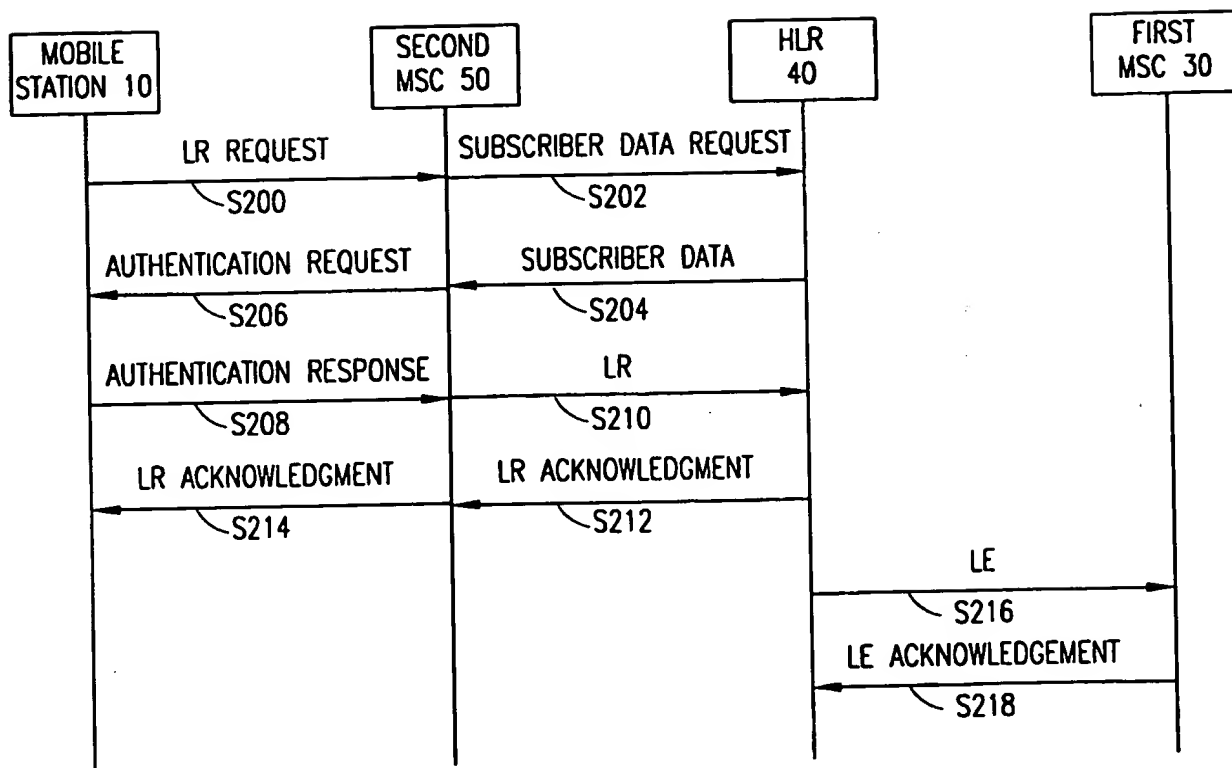 MOBILE
STATION 10
SECOND
MSC 50
HLR
40
FIRST
MSC 30
LR REQUEST
SUBSCRIBER DATA REQUEST
S200
S202
AUTHENTICATION REQUEST
SUBSCRIBER DATA
S206
S204
AUTHENTICATION RESPONSE
LR
S208
S210
LR ACKNOWLEDGMENT
LR ACKNOWLEDGMENT
S214
S212
LE
S216
LE ACKNOWLEDGEMENT
S218